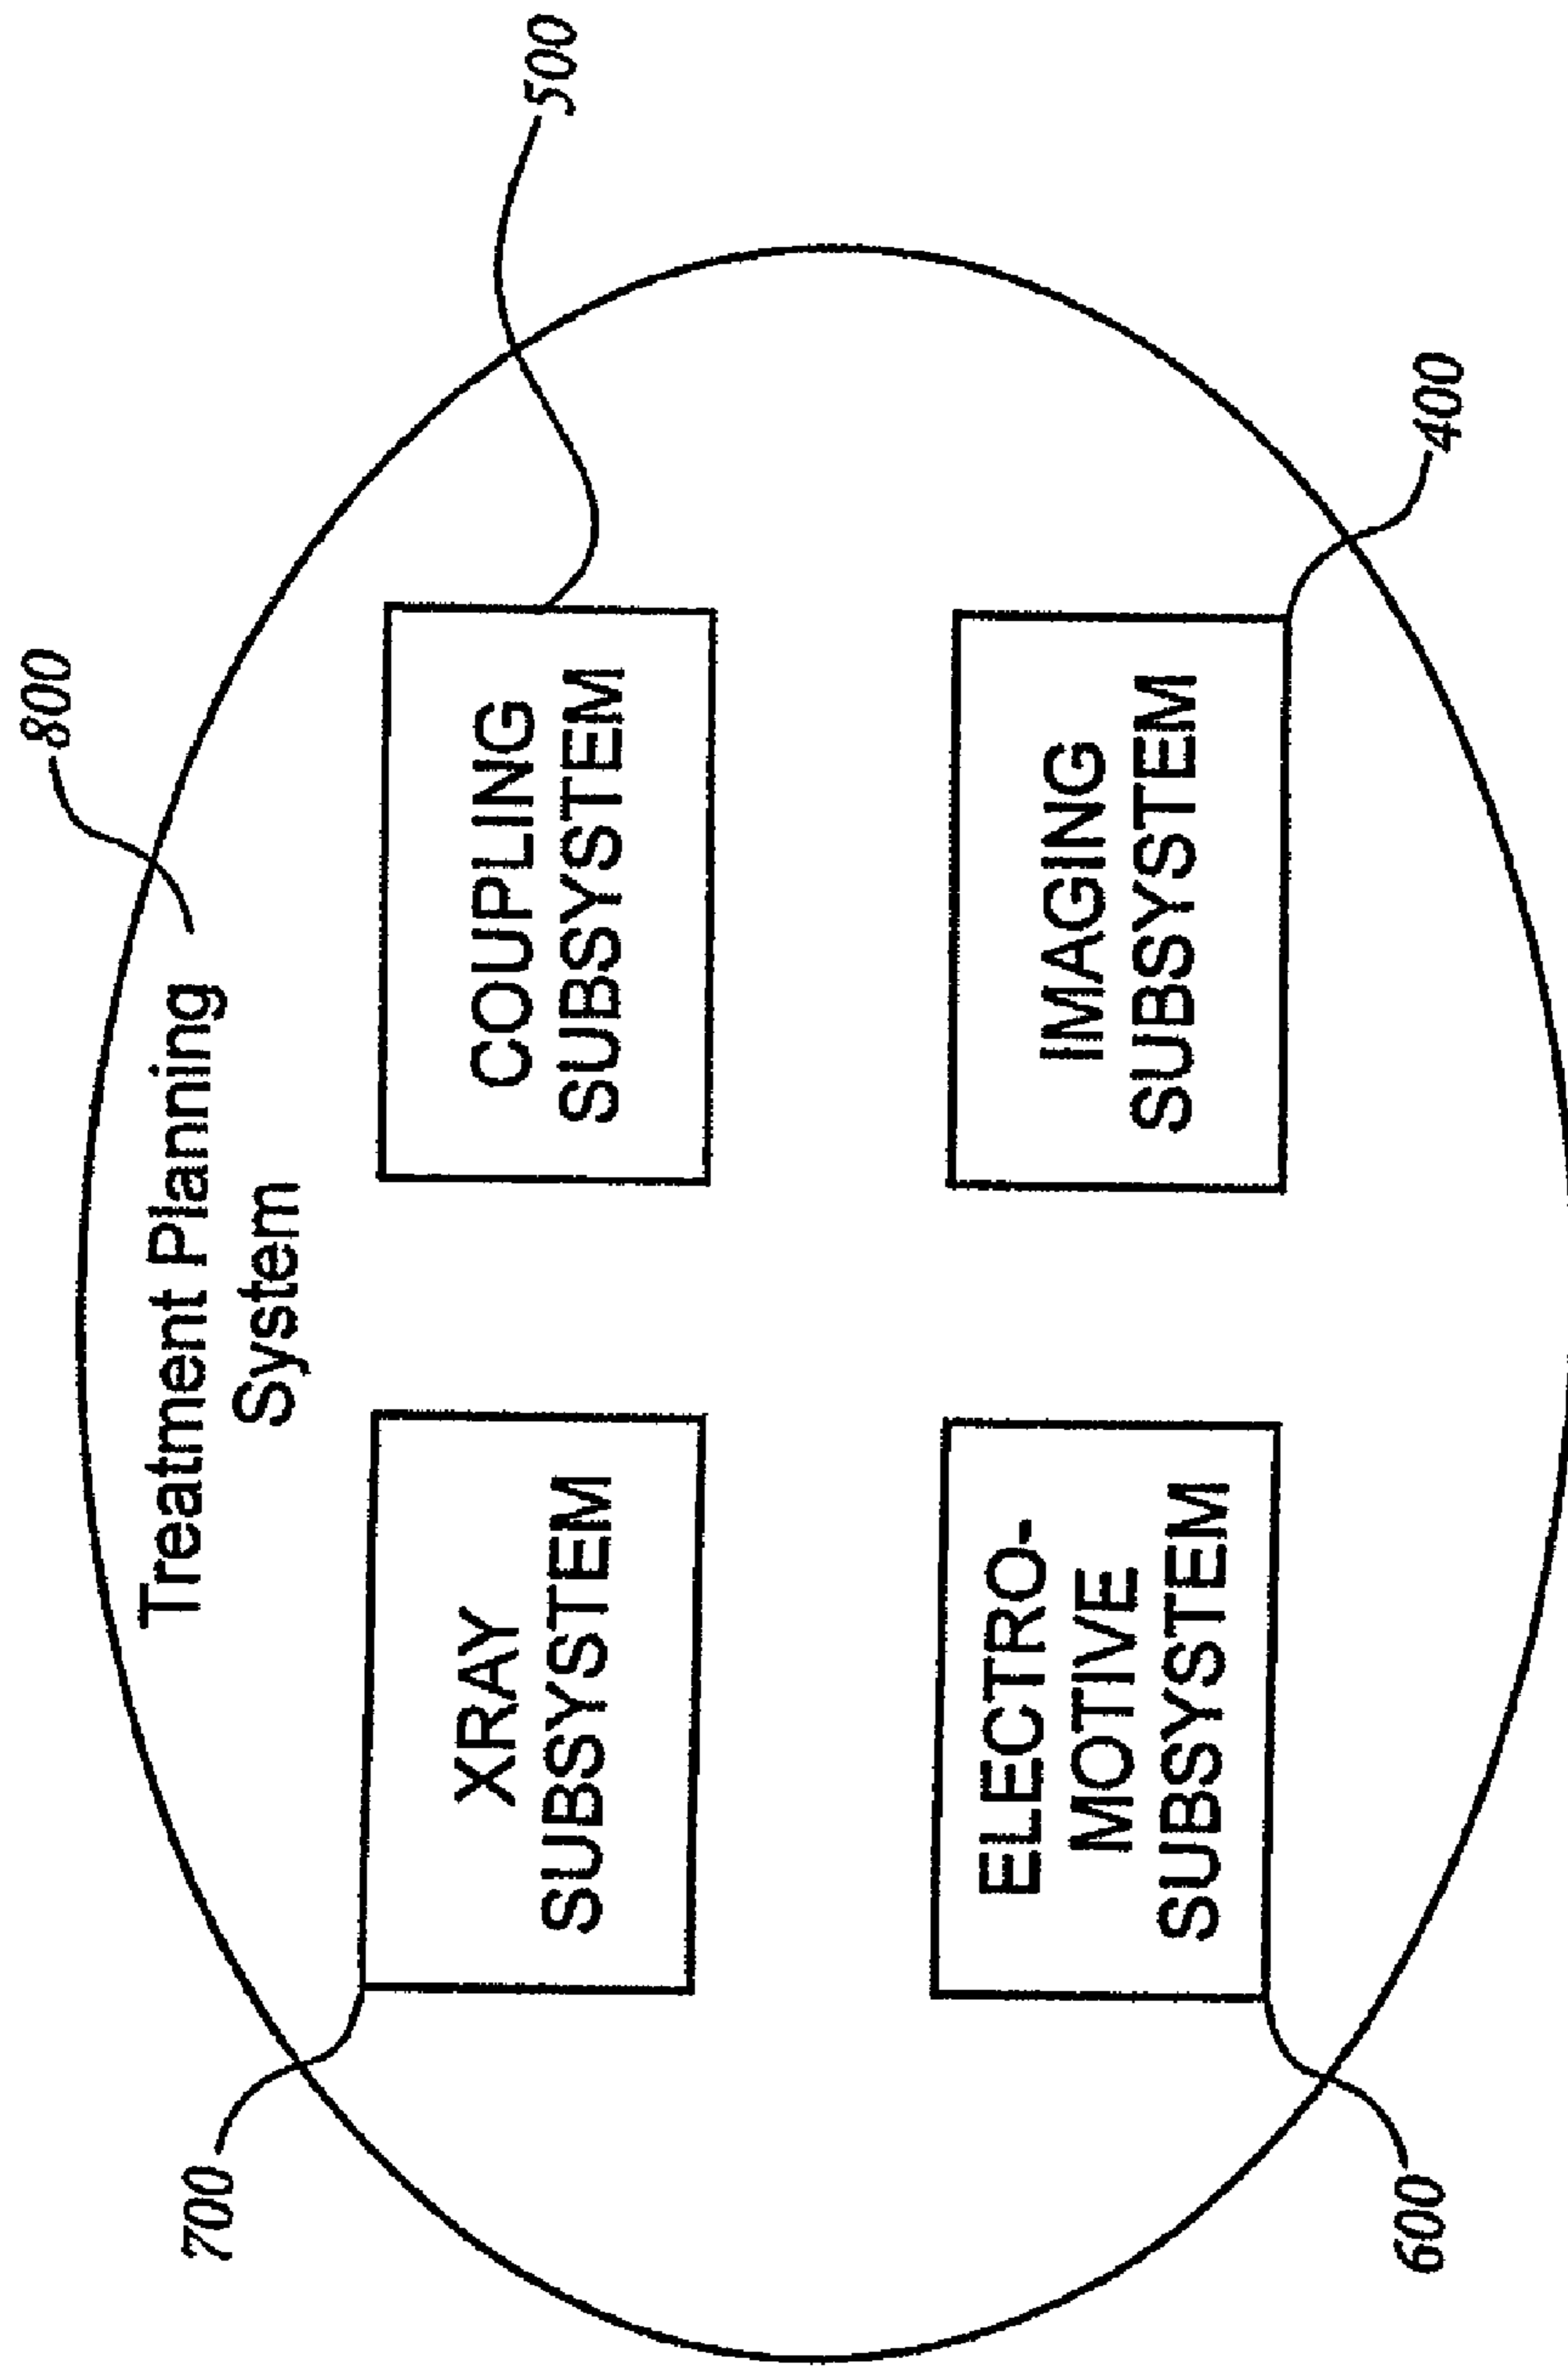 800
Treatment Planning
System
700
XRAY
SUBSYSTEM
500
COUPLING
SUBSYSTEM
600
ELECTRO-
MOTIVE
SUBSYSTEM
400
IMAGING
SUBSYSTEM